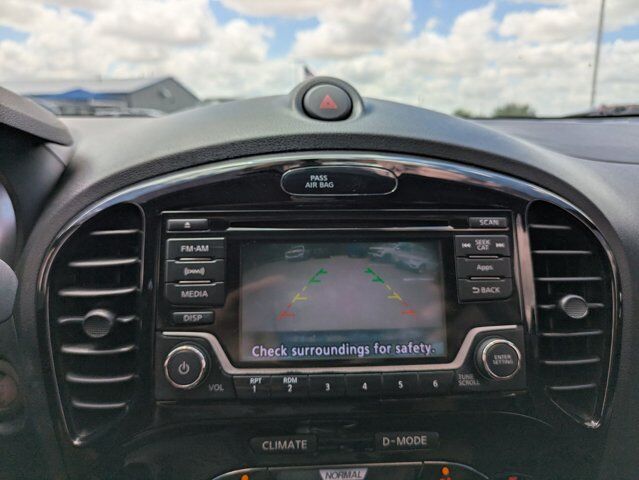 PASS
AIR BAG
SCAN
FM-AM
SEEK
CAT
Apps
MEDIA
BACK
DISP
Check surroundings for safety.
ENTER
SETTING
VOL
RPT
1
RDM
2
3
4
5
6
TUNE
SCROLL
CLIMATE
D-MODE
NORMAL